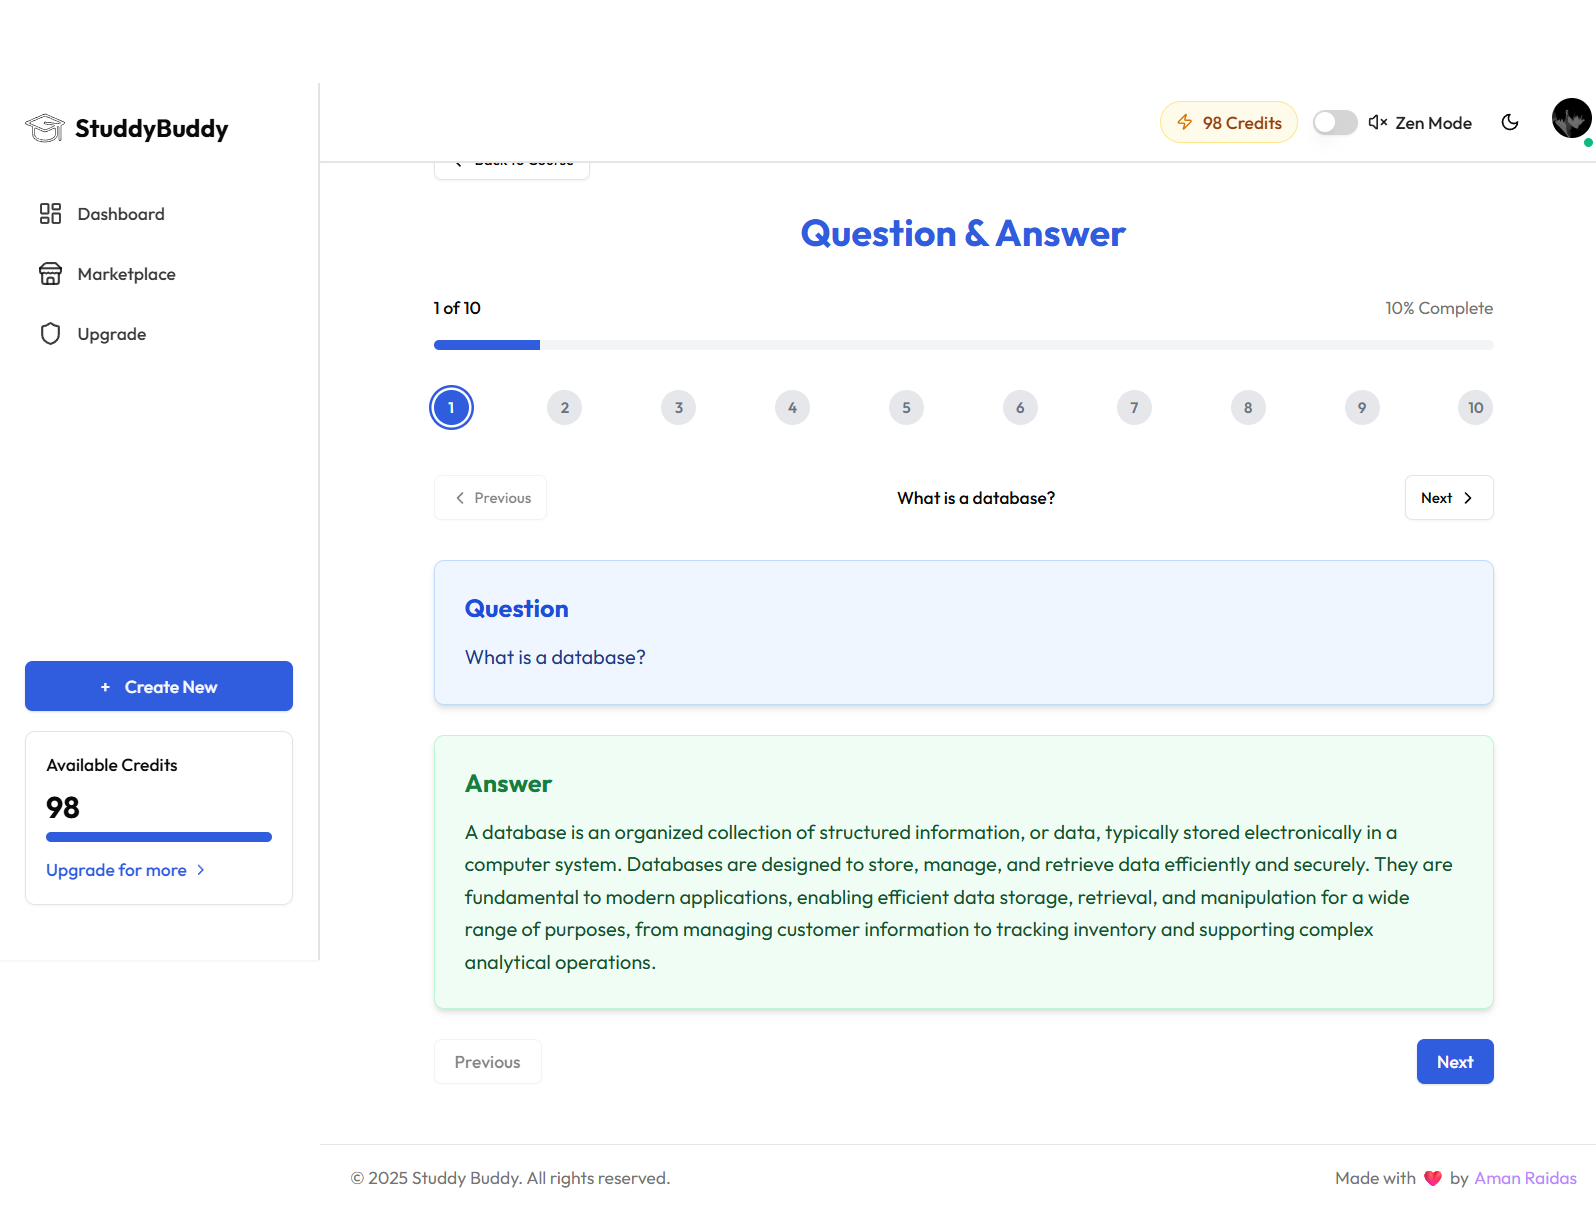 StuddyBuddy
98 Credits
Zen Mode
Dashboard
Marketplace
Upgrade
+ Create New
Available Credits
98
Upgrade for more
Back to Course
Question & Answer
1 of 10
10% Complete
1 2 3 4 5 6 7 8 9 10
Previous
What is a database?
Next
Question
What is a database?
Answer
A database is an organized collection of structured information, or data, typically stored electronically in a
computer system. Databases are designed to store, manage, and retrieve data efficiently and securely. They are
fundamental to modern applications, enabling efficient data storage, retrieval, and manipulation for a wide
range of purposes, from managing customer information to tracking inventory and supporting complex
analytical operations.
Previous
Next
© 2025 Studdy Buddy. All rights reserved.
Made with ❤️ by Aman Raidas